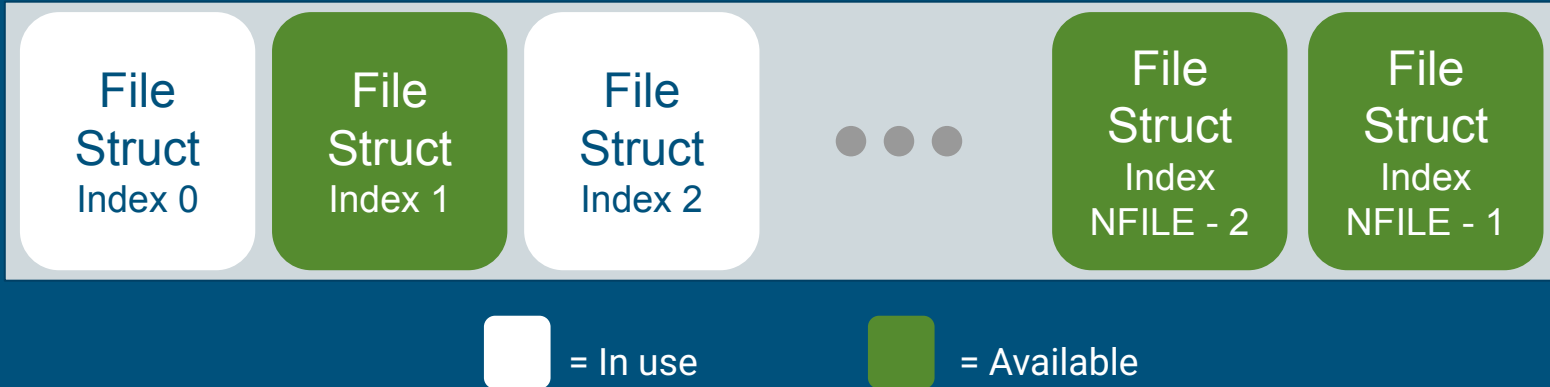 File
Struct
Index 0
File
Struct
Index 1
File
Struct
Index 2
File
Struct
Index
NFILE - 2
File
Struct
Index
NFILE - 1
= In use
= Available